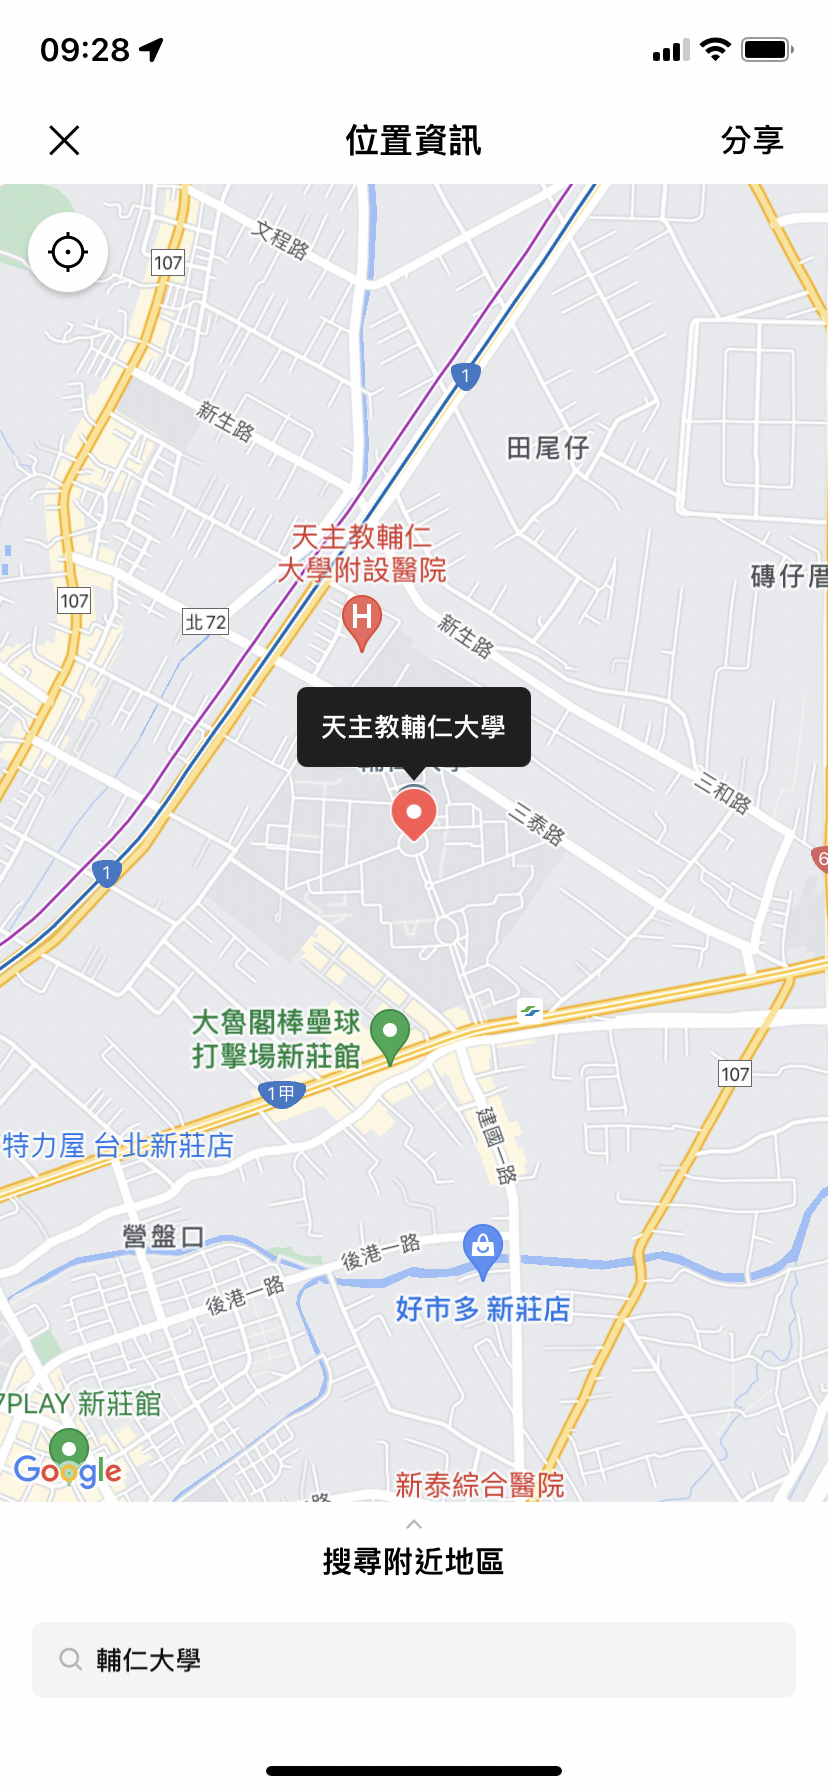 09:28
位置資訊
分享
文程路
107
1
新生路
田尾仔
天主教輔仁
大學附設醫院
磚仔厝
107
北 72
H
新生路
天主教輔仁大學
三和路
三泰路
6
1
大魯閣棒壘球
打擊場新莊館
1甲
107
建國一路
特力屋 台北新莊店
營盤口
後港一路
後港一路
好市多 新莊店
7PLAY 新莊館
Google
新泰綜合醫院
搜尋附近地區
輔仁大學